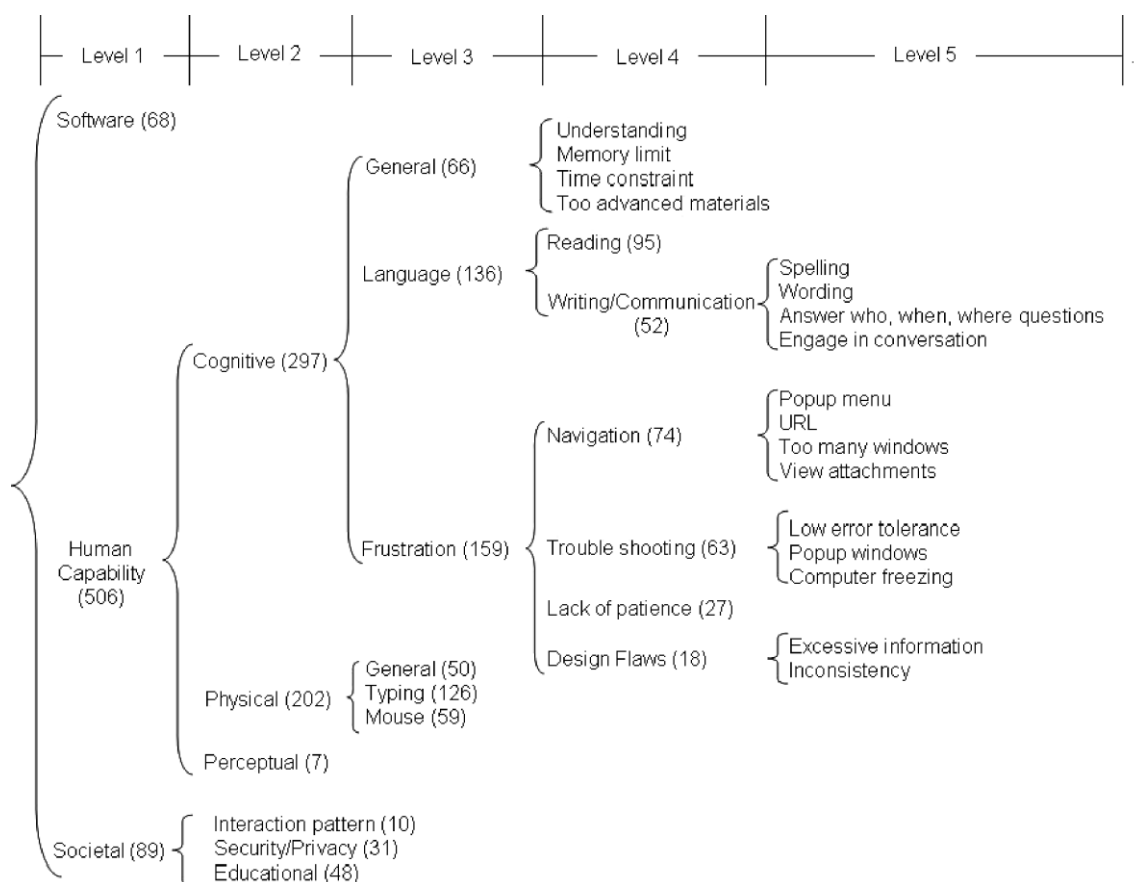 Level 1 Level 2 Level 3 Level 4 Level 5
Software (68)
General (66)
Understanding
Memory limit
Time constraint
Too advanced materials
Language (136)
Reading (95)
Writing/Communication
(52)
Spelling
Wording
Answer who, when, where questions
Engage in conversation
Cognitive (297)
Navigation (74)
Popup menu
URL
Too many windows
View attachments
Human
Capability
(506)
Frustration (159)
Trouble shooting (63)
Low error tolerance
Popup windows
Computer freezing
Lack of patience (27)
Design Flaws (18)
Excessive information
Inconsistency
Physical (202)
General (50)
Typing (126)
Mouse (59)
Perceptual (7)
Societal (89)
Interaction pattern (10)
Security/Privacy (31)
Educational (48)